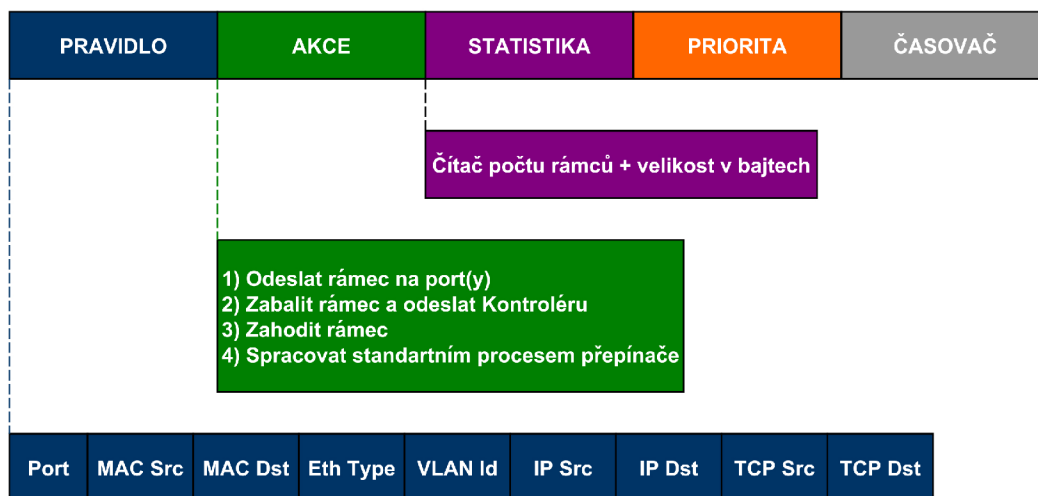 PRAVIDLO AKCE STATISTIKA PRIORITA ČASOVAČ
Čítač počtu rámců + velikost v bajtech
1) Odeslat rámec na port(y)
2) Zabalit rámec a odeslat Kontroléru
3) Zahodit rámec
4) Spracovat standartním procesem přepínače
Port MAC Src MAC Dst Eth Type VLAN Id IP Src IP Dst TCP Src TCP Dst